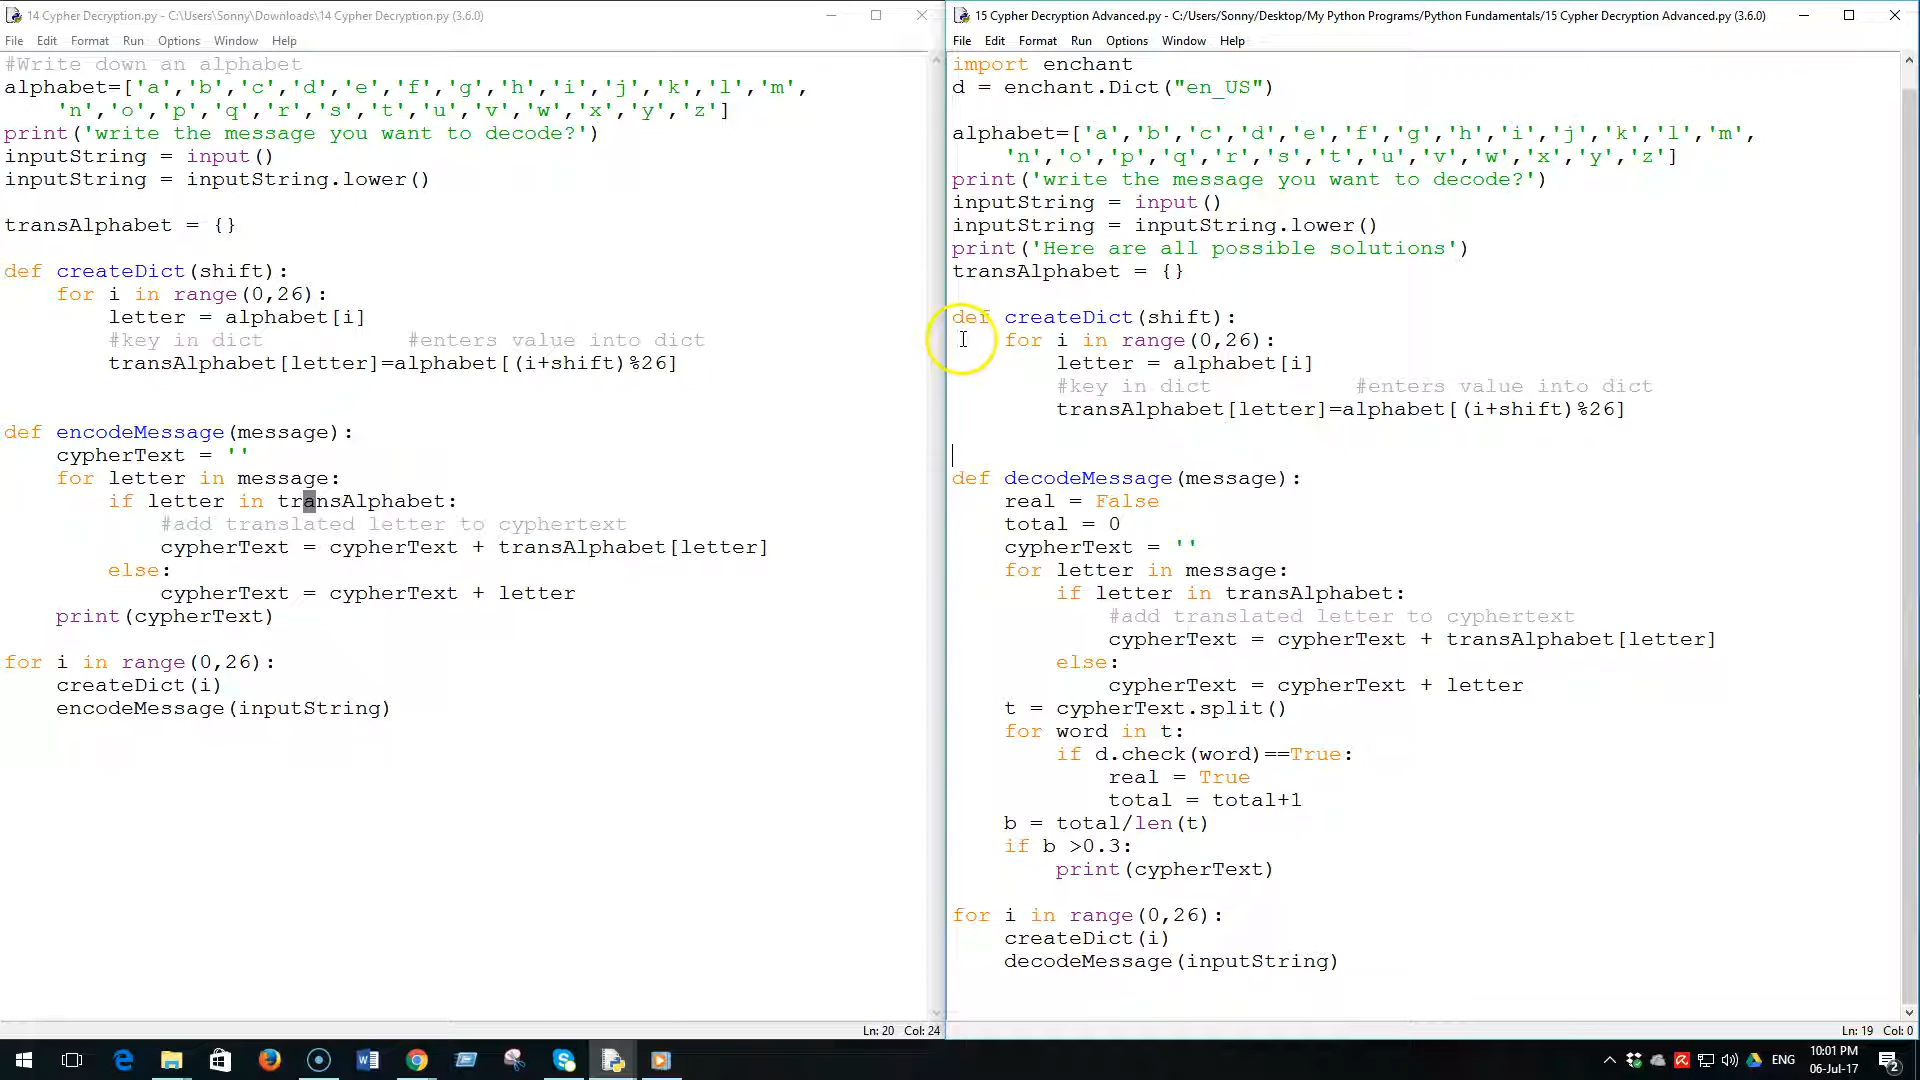 14 Cypher Decryption.py - C:\Users\Sonny\Downloads\14 Cypher Decryption.py (3.6.0)
File Edit Format Run Options Window Help
#Write down an alphabet
alphabet=['a','b','c','d','e','f','g','h','i','j','k','l','m',
'n','o','p','q','r','s','t','u','v','w','x','y','z']
print('write the message you want to decode?')
inputString = input()
inputString = inputString.lower()
transAlphabet = {}
def createDict(shift):
for i in range(0,26):
letter = alphabet[i]
#key in dict #enters value into dict
transAlphabet[letter]=alphabet[(i+shift)%26]
def encodeMessage(message):
cypherText = ''
for letter in message:
if letter in transAlphabet:
#add translated letter to cyphertext
cypherText = cypherText + transAlphabet[letter]
else:
cypherText = cypherText + letter
print(cypherText)
for i in range(0,26):
createDict(i)
encodeMessage(inputString)
Ln: 20 Col: 24
15 Cypher Decryption Advanced.py - C:/Users/Sonny/Desktop/My Python Programs/Python Fundamentals/15 Cypher Decryption Advanced.py (3.6.0)
File Edit Format Run Options Window Help
import enchant
d = enchant.Dict("en_US")
alphabet=['a','b','c','d','e','f','g','h','i','j','k','l','m',
'n','o','p','q','r','s','t','u','v','w','x','y','z']
print('write the message you want to decode?')
inputString = input()
inputString = inputString.lower()
print('Here are all possible solutions')
transAlphabet = {}
def createDict(shift):
for i in range(0,26):
letter = alphabet[i]
#key in dict #enters value into dict
transAlphabet[letter]=alphabet[(i+shift)%26]
def decodeMessage(message):
real = False
total = 0
cypherText = ''
for letter in message:
if letter in transAlphabet:
#add translated letter to cyphertext
cypherText = cypherText + transAlphabet[letter]
else:
cypherText = cypherText + letter
t = cypherText.split()
for word in t:
if d.check(word)==True:
real = True
total = total+1
b = total/len(t)
if b >0.3:
print(cypherText)
for i in range(0,26):
createDict(i)
decodeMessage(inputString)
Ln: 19 Col: 0
ENG
10:01 PM
06-Jul-17
2